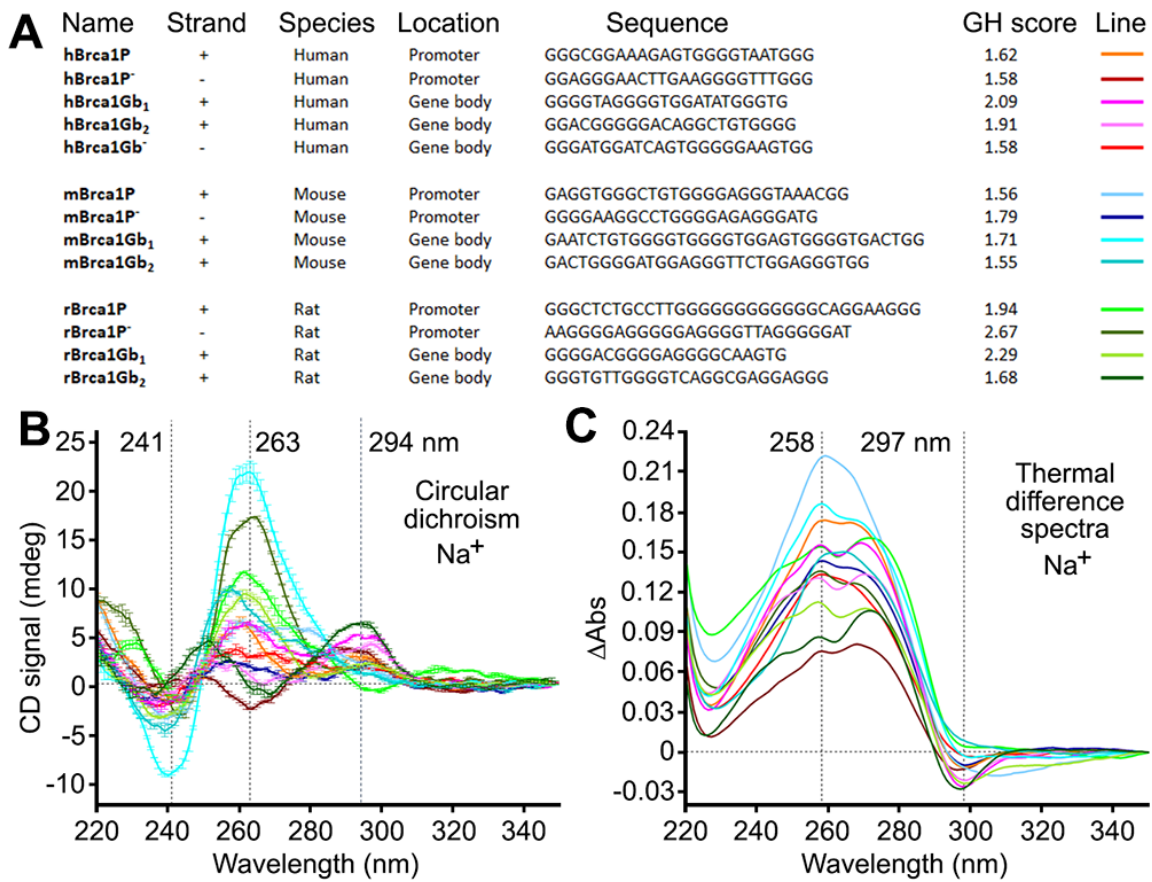 A
Name Strand Species Location Sequence GH score Line
hBrca1P + Human Promoter GGGCGGAAAGAGTGGGGTAATGGG 1.62
hBrca1P⁻ - Human Promoter GGAGGGAACTTGAAGGGGTTTGGG 1.58
hBrca1Gb₁ + Human Gene body GGGGTAGGGGTGGATATGGGTG 2.09
hBrca1Gb₂ + Human Gene body GGACGGGGGACAGGCTGTGGGG 1.91
hBrca1Gb⁻ - Human Gene body GGGATGGATCAGTGGGGGAAGTGG 1.58
mBrca1P + Mouse Promoter GAGGTGGGCTGTGGGGAGGGTAAACGG 1.56
mBrca1P⁻ - Mouse Promoter GGGGAAGGCCTGGGGAGAGGGATG 1.79
mBrca1Gb₁ + Mouse Gene body GAATCTGTGGGGTGGGGTGGAGTGGGGTGACTGG 1.71
mBrca1Gb₂ + Mouse Gene body GACTGGGGATGGAGGGTTCTGGAGGGTGG 1.55
rBrca1P + Rat Promoter GGGCTCTGCCTTGGGGGGGGGGGGGCAGGAAGGG 1.94
rBrca1P⁻ - Rat Promoter AAGGGGAGGGGGAGGGGTTAGGGGGAT 2.67
rBrca1Gb₁ + Rat Gene body GGGGACGGGGAGGGGCAAGTG 2.29
rBrca1Gb₂ + Rat Gene body GGGTGTTGGGGTCAGGCGAGGAGGG 1.68
B
241 263 294 nm
Circular
dichroism
Na⁺
CD signal (mdeg)
25
20
15
10
5
0
-5
-10
220 240 260 280 300 320 340
Wavelength (nm)
C
258 297 nm
Thermal
difference
spectra
Na⁺
ΔAbs
0.24
0.21
0.18
0.15
0.12
0.09
0.06
0.03
0
-0.03
220 240 260 280 300 320 340
Wavelength (nm)